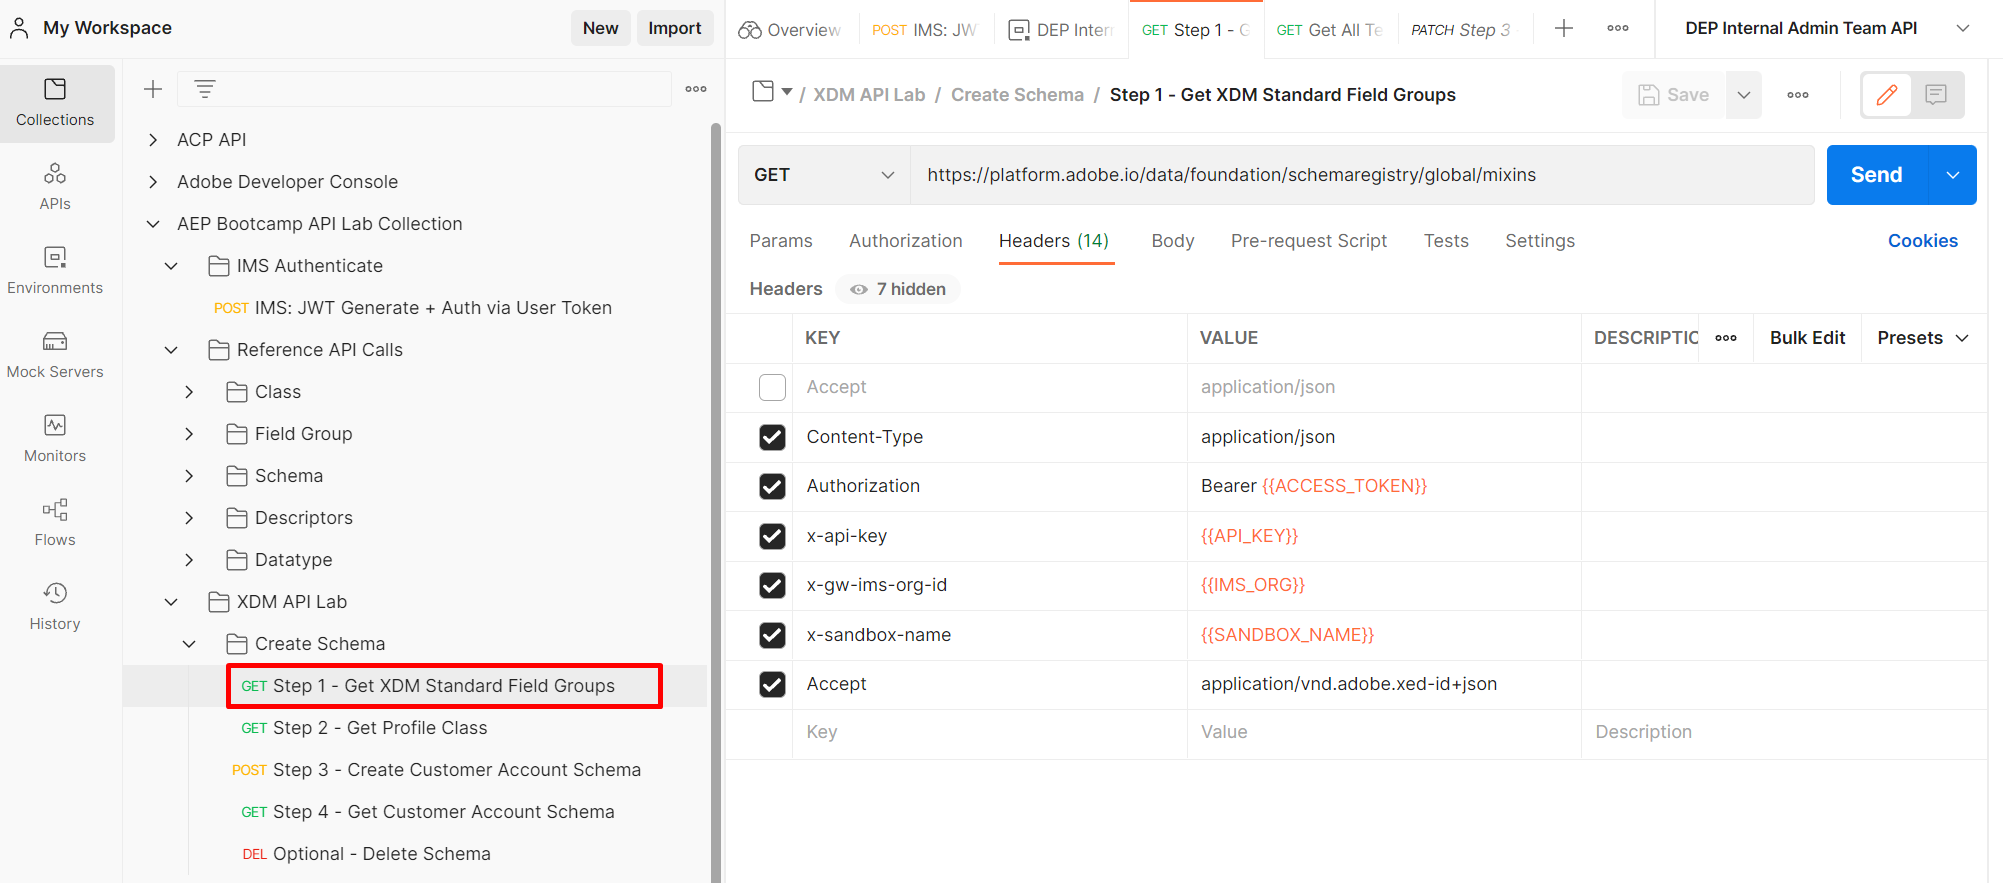 My Workspace
New
Import
Overview
POST IMS: JW
DEP Inter
GET Step 1 - G
GET Get All Te
PATCH Step 3
DEP Internal Admin Team API
Collections
APIs
Environments
Mock Servers
Monitors
Flows
History
ACP API
Adobe Developer Console
AEP Bootcamp API Lab Collection
IMS Authenticate
POST IMS: JWT Generate + Auth via User Token
Reference API Calls
Class
Field Group
Schema
Descriptors
Datatype
XDM API Lab
Create Schema
GET Step 1 - Get XDM Standard Field Groups
GET Step 2 - Get Profile Class
POST Step 3 - Create Customer Account Schema
GET Step 4 - Get Customer Account Schema
DEL Optional - Delete Schema
/ XDM API Lab / Create Schema / Step 1 - Get XDM Standard Field Groups
Save
GET
https://platform.adobe.io/data/foundation/schemaregistry/global/mixins
Send
Params Authorization Headers (14) Body Pre-request Script Tests Settings
Cookies
Headers
7 hidden
KEY VALUE DESCRIPTIO
Bulk Edit
Presets
Accept application/json
Content-Type application/json
Authorization Bearer {{ACCESS_TOKEN}}
x-api-key {{API_KEY}}
x-gw-ims-org-id {{IMS_ORG}}
x-sandbox-name {{SANDBOX_NAME}}
Accept application/vnd.adobe.xed-id+json
Key Value Description